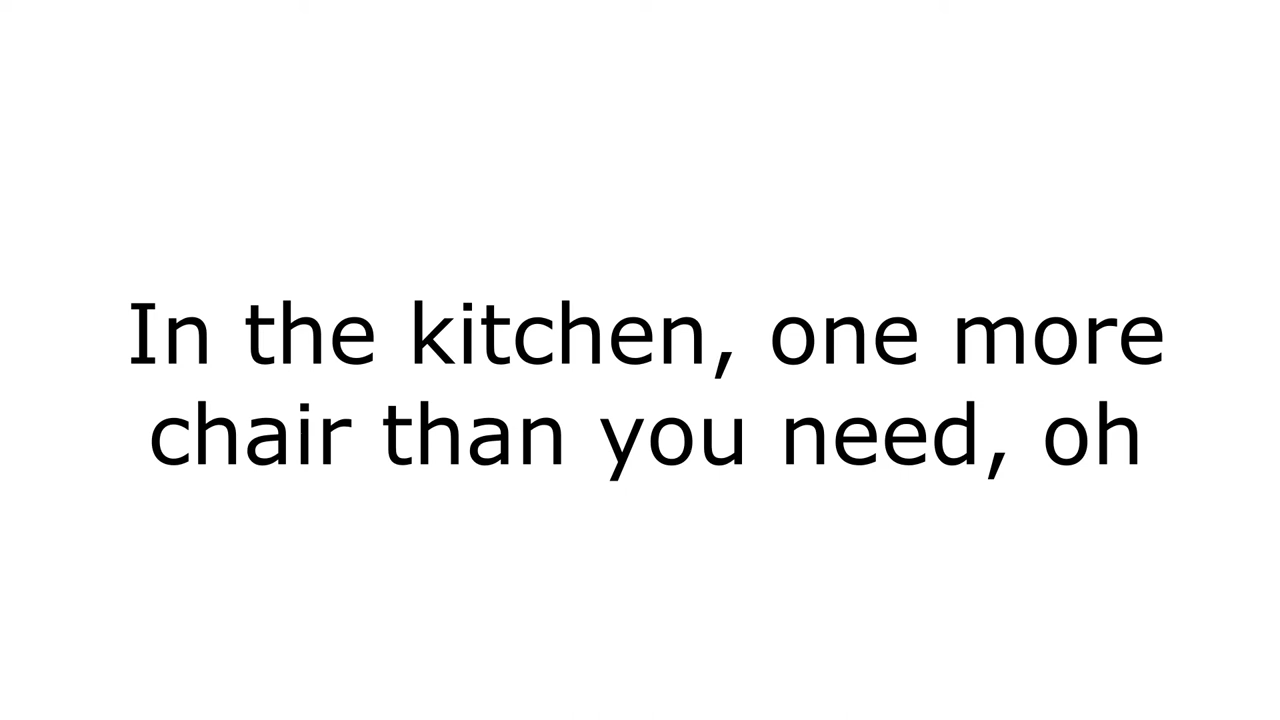 In the kitchen, one more
chair than you need, oh